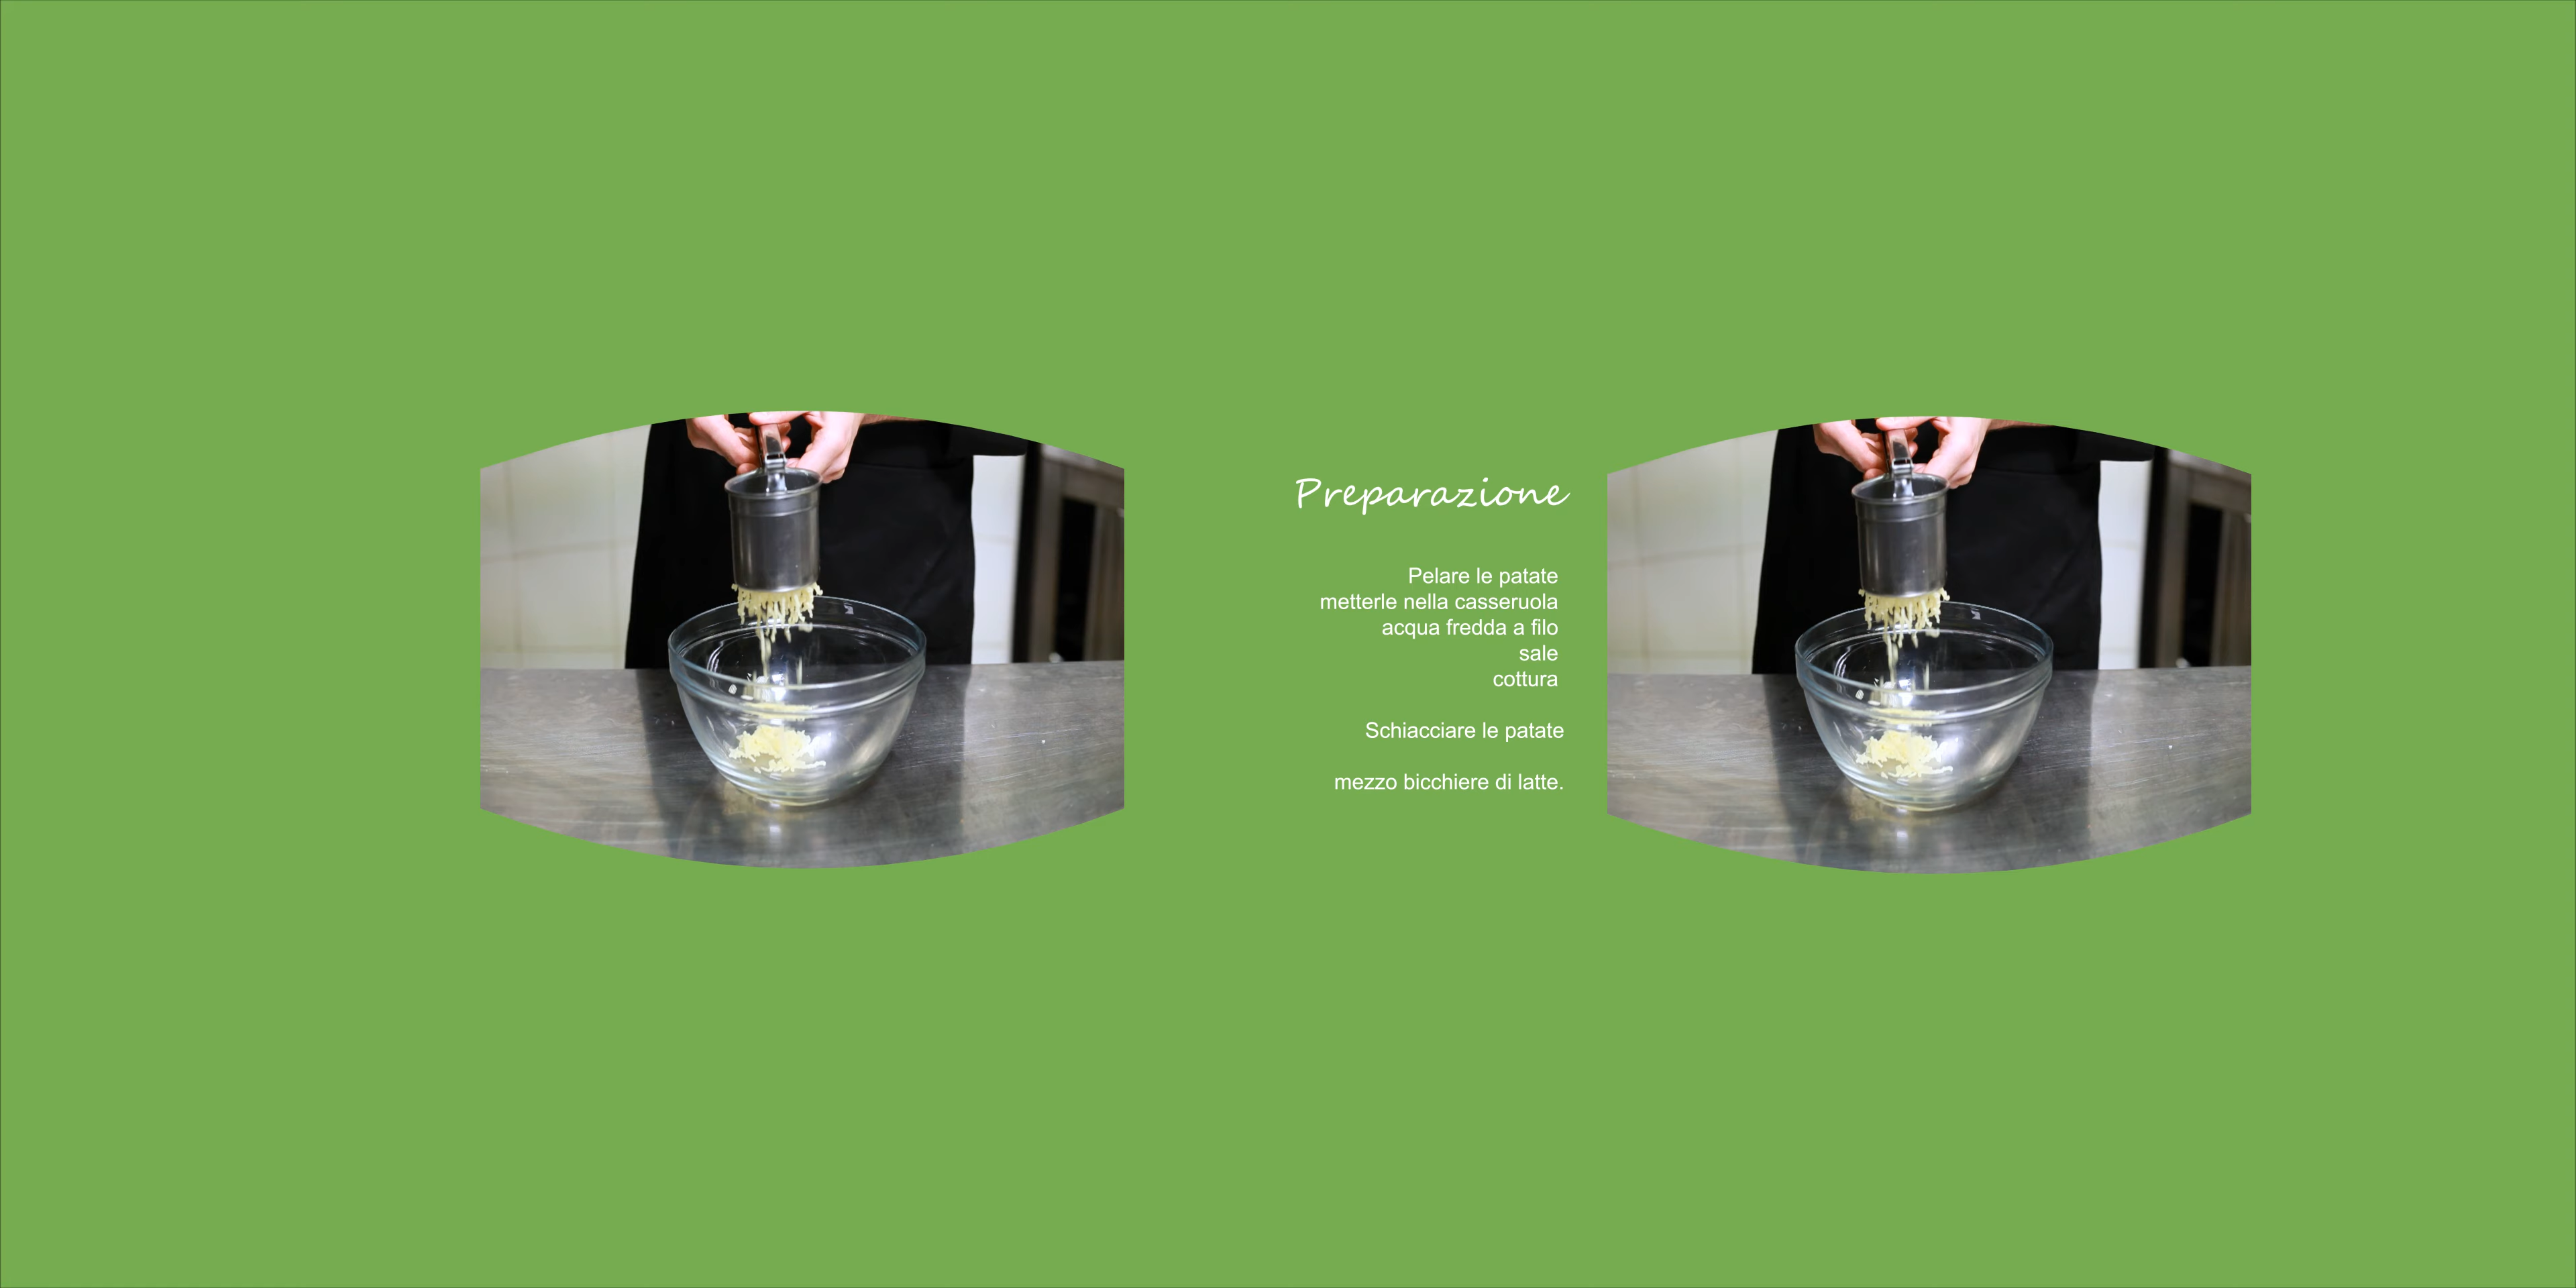 Preparazione
Pelare le patate
metterle nella casseruola
acqua fredda a filo
sale
cottura
Schiacciare le patate
mezzo bicchiere di latte.